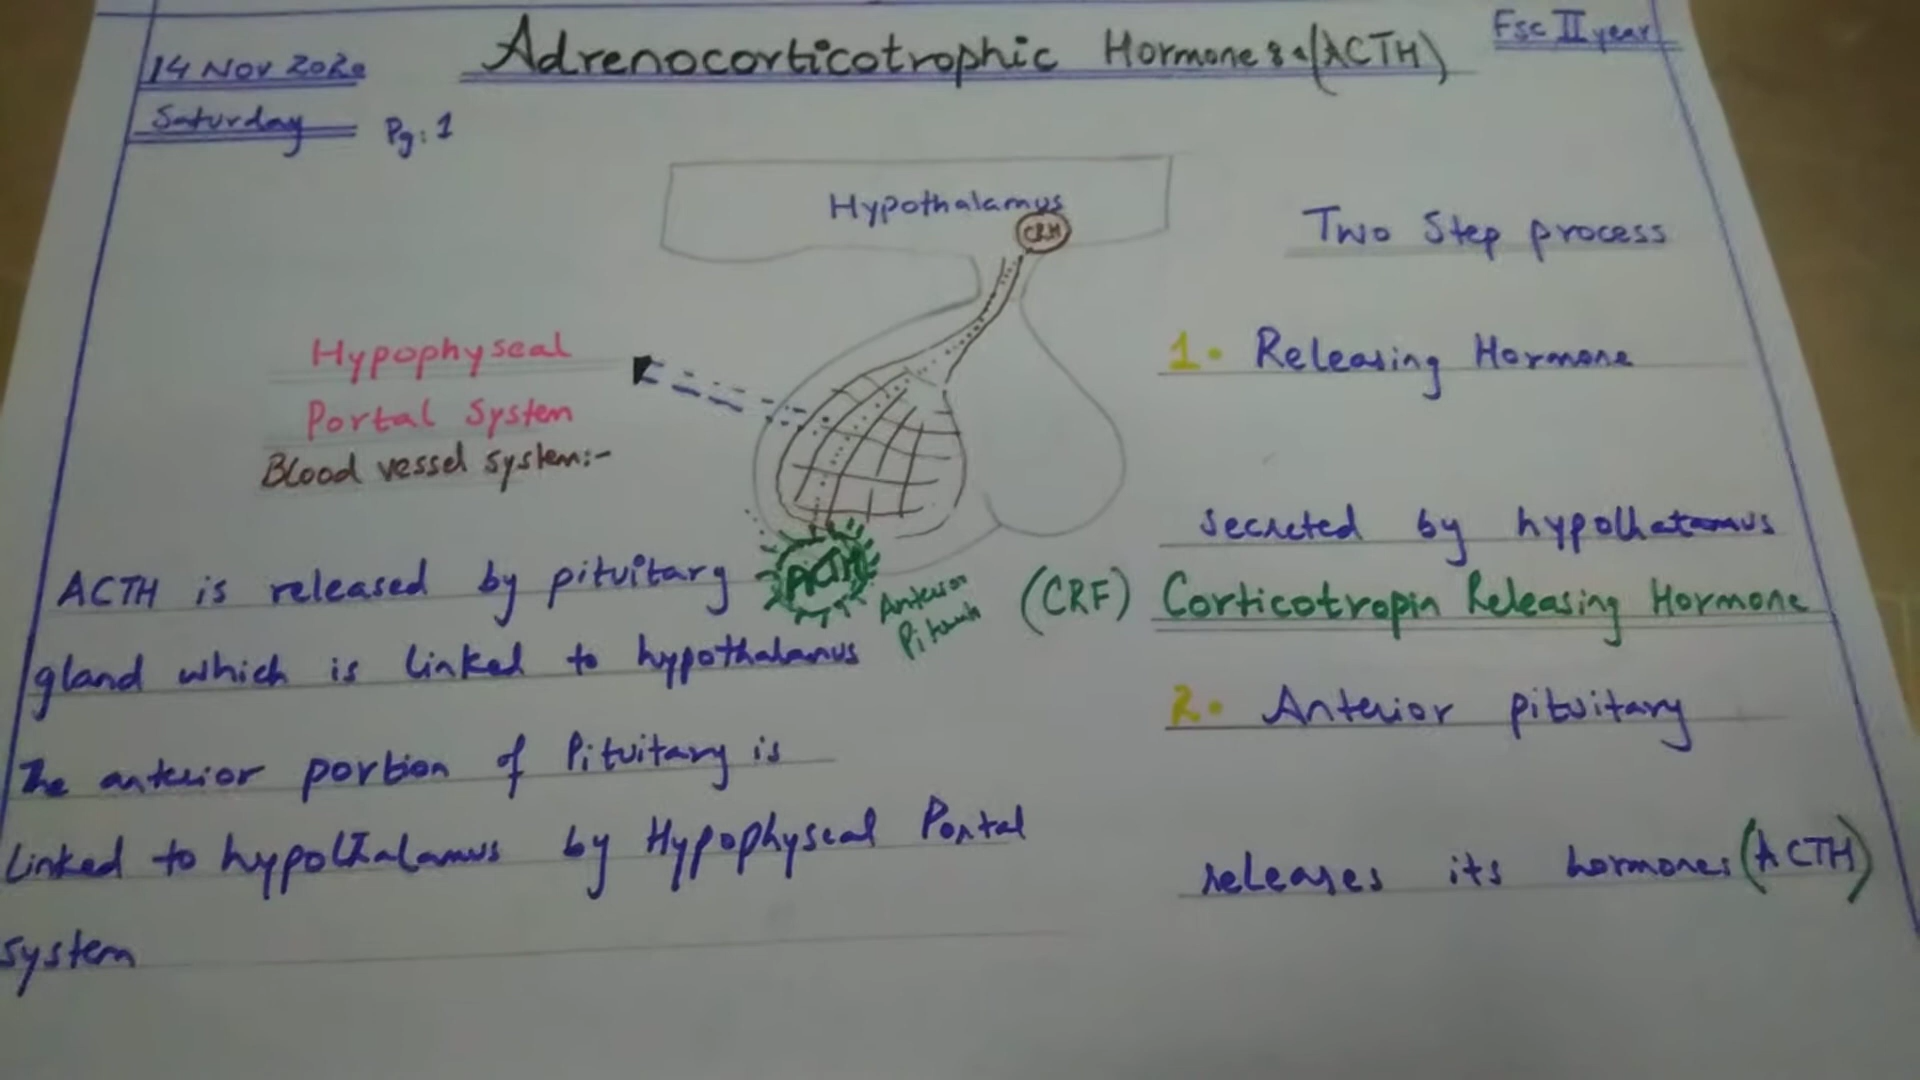 14 Nov 2020
Saturday
Pg: 1
Adrenocorticotrophic Hormone :- (ACTH)
Fsc II year
Hypothalamus
CRH
Two Step process
1. Releasing Hormone
secreted by hypothalamus
(CRF) Corticotropin Releasing Hormone
2. Anterior pituitary
releases its hormones (ACTH)
Hypophyseal
Portal System
Blood vessel system:-
ACTH
Anterior
ACTH is released by pituitary
gland which is linked to hypothalamus
The anterior portion of Pituitary is
linked to hypothalamus by Hypophyseal Portal
system